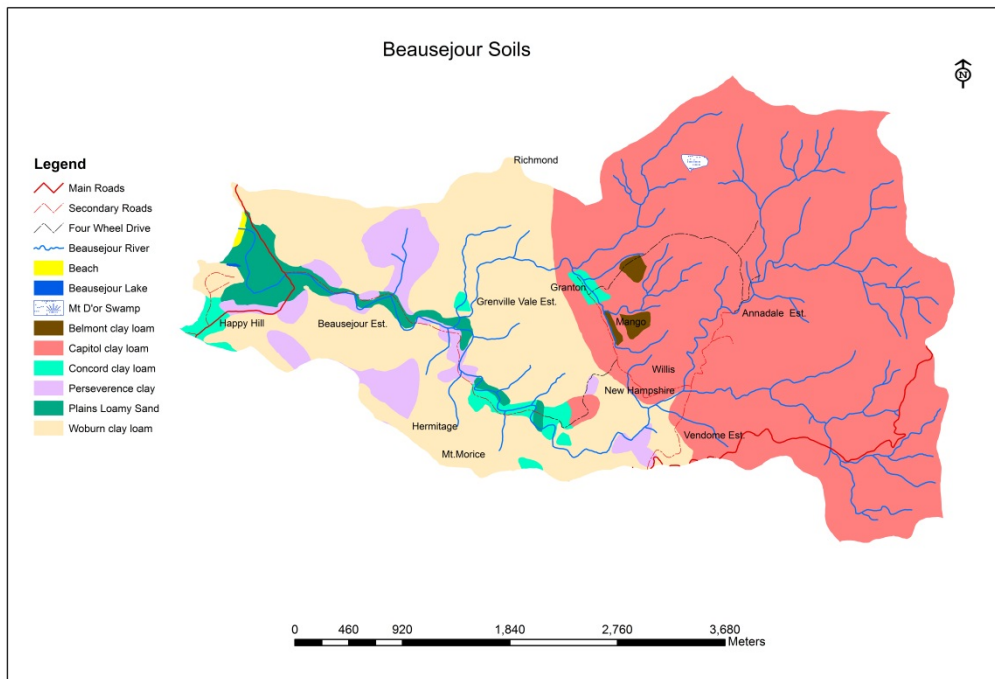 Beausejour Soils
N
Legend
Main Roads
Secondary Roads
Four Wheel Drive
Beausejour River
Beach
Beausejour Lake
Mt D'or Swamp
Belmont clay loam
Capitol clay loam
Concord clay loam
Perseverence clay
Plains Loamy Sand
Woburn clay loam
Richmond
Granton
Grenville Vale Est.
Annadale Est.
Happy Hill
Beausejour Est.
Mango
Willis
New Hampshire
Hermitage
Vendome Est.
Mt.Morice
0 460 920 1,840 2,760 3,680
Meters